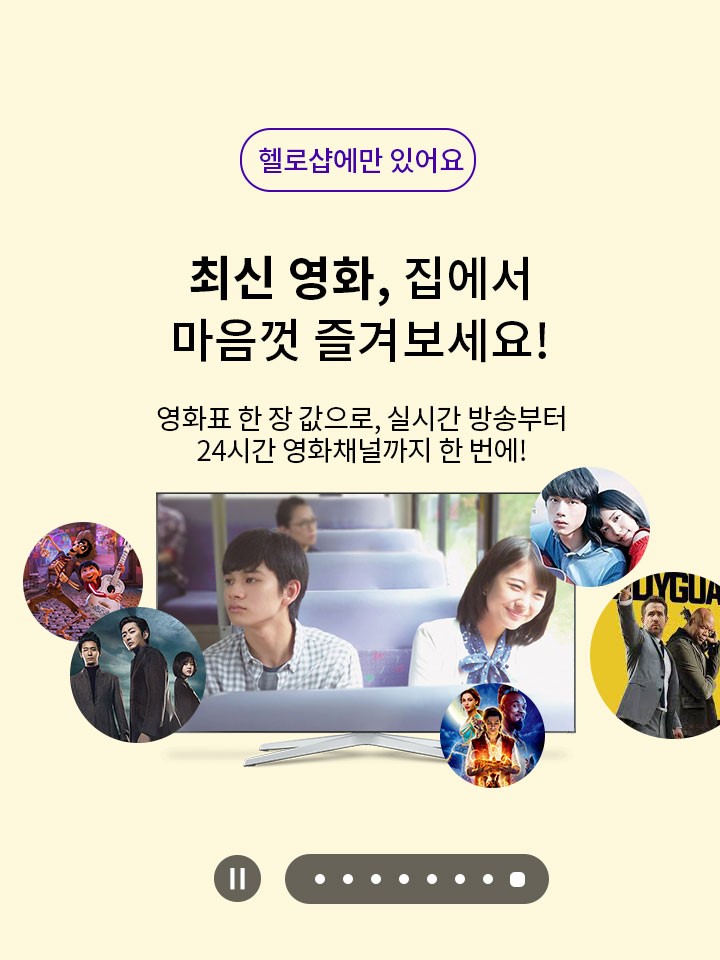 헬로샵에만 있어요
최신 영화, 집에서
마음껏 즐겨보세요!
영화표 한 장 값으로, 실시간 방송부터
24시간 영화채널까지 한 번에!